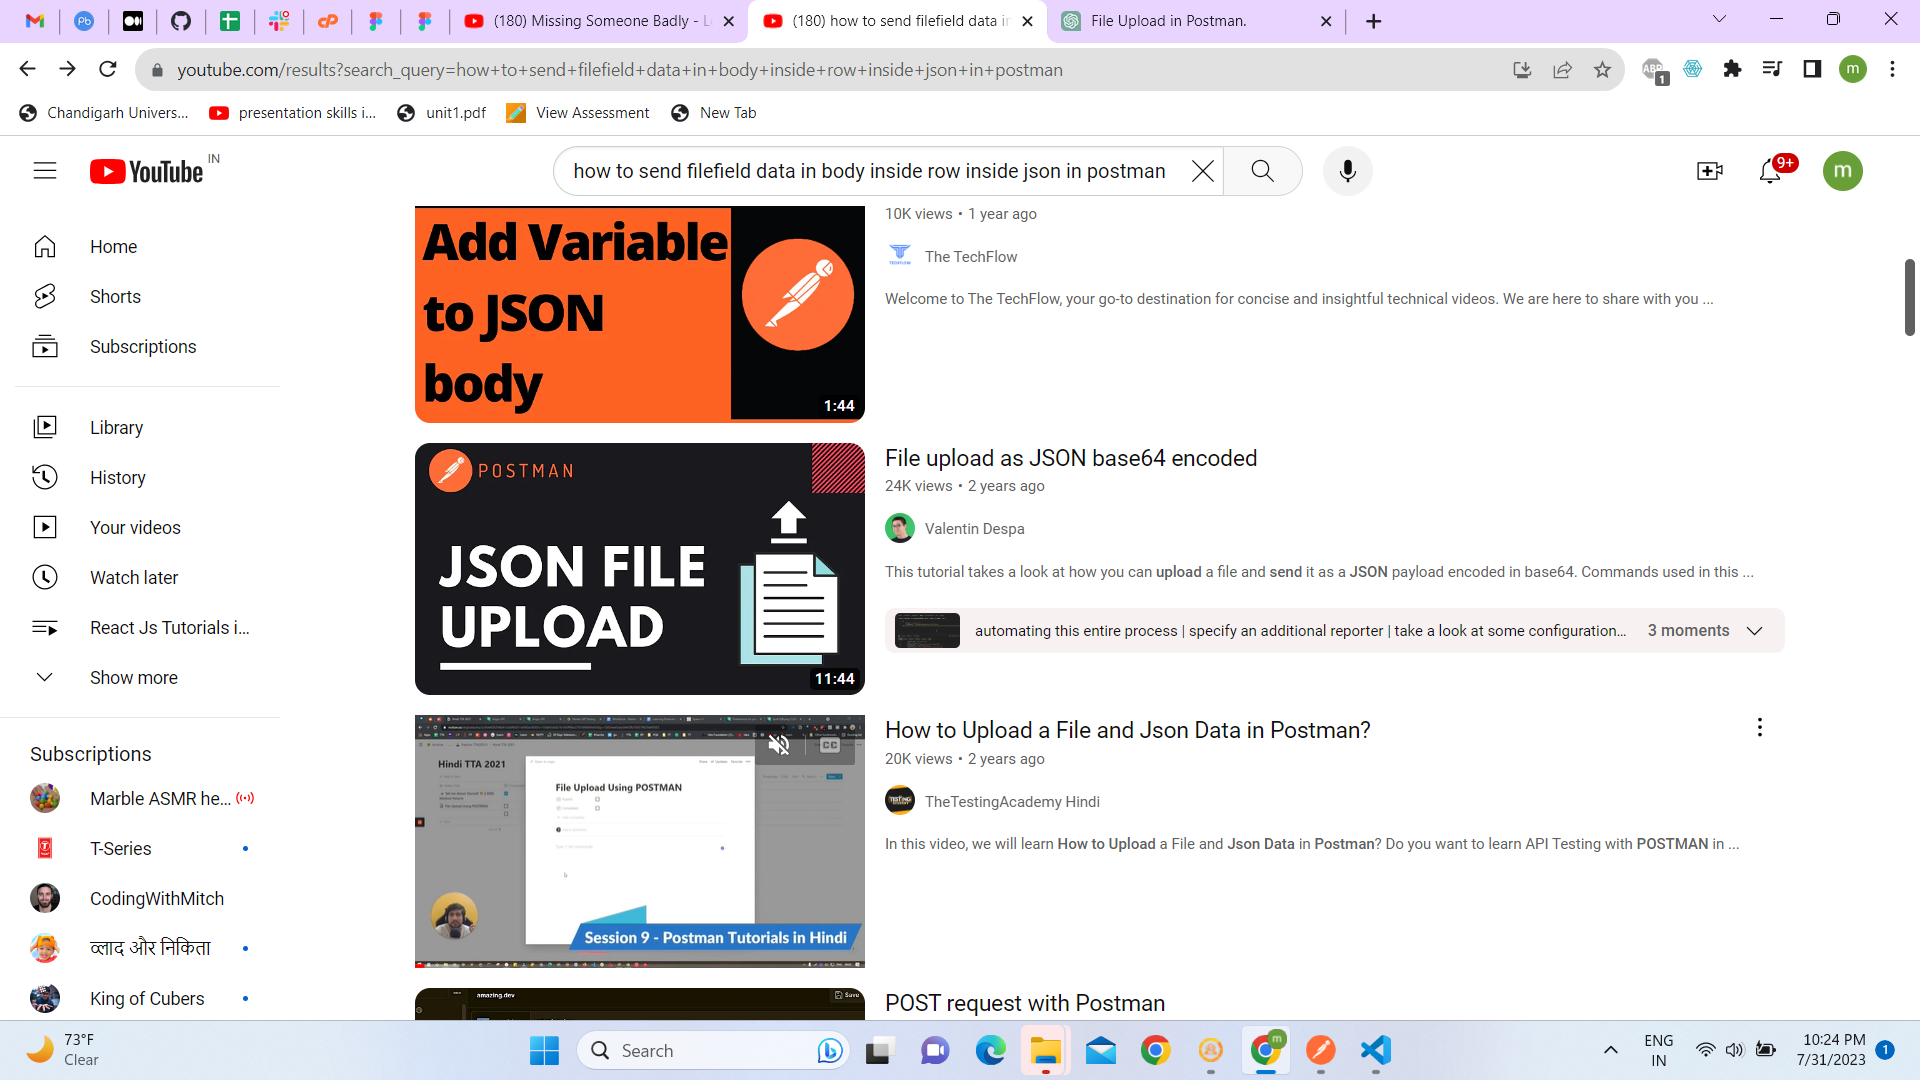 (180) Missing Someone Badly - L
(180) how to send filefield data in
File Upload in Postman.
youtube.com/results?search_query=how+to+send+filefield+data+in+body+inside+row+inside+json+in+postman
ABP 1
m
Chandigarh Univers...
presentation skills i...
unit1.pdf
View Assessment
New Tab
YouTube IN
how to send filefield data in body inside row inside json in postman
9+
m
Home
Shorts
Subscriptions
Library
History
Your videos
Watch later
React Js Tutorials i...
Show more
Subscriptions
Marble ASMR he...
T-Series
CodingWithMitch
व्लाद और निकिता
King of Cubers
Add Variable
to JSON
body
1:44
10K views • 1 year ago
The TechFlow
Welcome to The TechFlow, your go-to destination for concise and insightful technical videos. We are here to share with you ...
POSTMAN
JSON FILE
UPLOAD
11:44
File upload as JSON base64 encoded
24K views • 2 years ago
Valentin Despa
This tutorial takes a look at how you can upload a file and send it as a JSON payload encoded in base64. Commands used in this ...
automating this entire process | specify an additional reporter | take a look at some configuration...
3 moments
Hindi TTA 2021
File Upload Using POSTMAN
CC
Session 9 - Postman Tutorials in Hindi
How to Upload a File and Json Data in Postman?
20K views • 2 years ago
TheTestingAcademy Hindi
In this video, we will learn How to Upload a File and Json Data in Postman? Do you want to learn API Testing with POSTMAN in ...
amazing.dev
Save
POST request with Postman
73°F
Clear
Search
m
ENG
IN
10:24 PM
7/31/2023
1